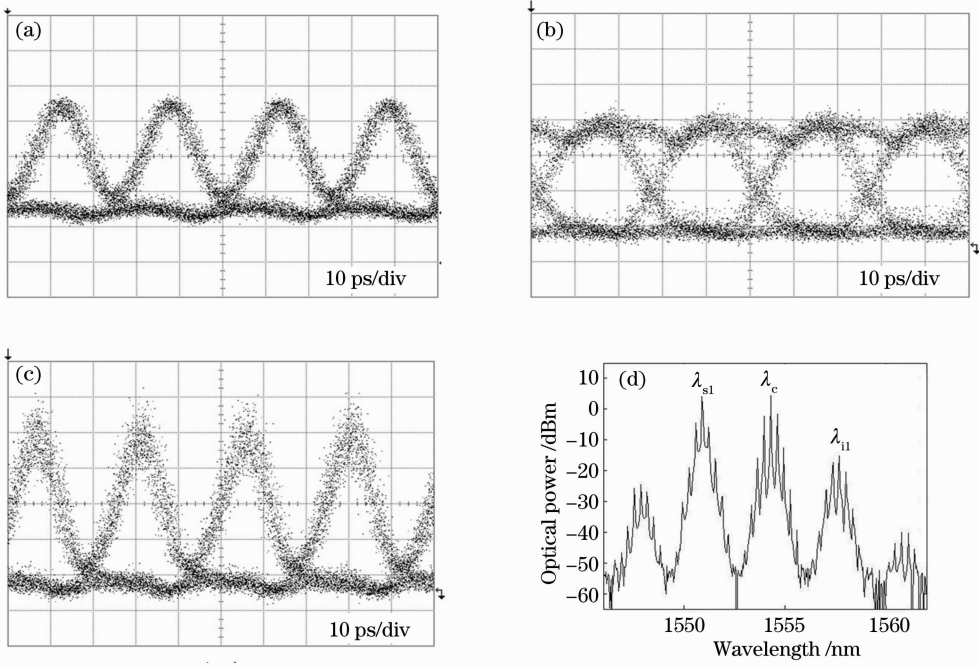 (a)
10 ps/div
(b)
10 ps/div
(c)
10 ps/div
(d)
λs1
λc
λi1
10
0
−10
−20
−30
−40
−50
−60
Optical power /dBm
1550
1555
1560
Wavelength /nm